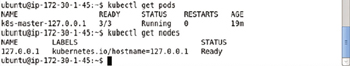 ubuntu@ip-172-30-1-45:~$ kubectl get pods
NAME READY STATUS RESTARTS AGE
k8s-master-127.0.0.1 3/3 Running 0 19m
ubuntu@ip-172-30-1-45:~$ kubectl get nodes
NAME LABELS STATUS
127.0.0.1 kubernetes.io/hostname=127.0.0.1 Ready
ubuntu@ip-172-30-1-45:~$